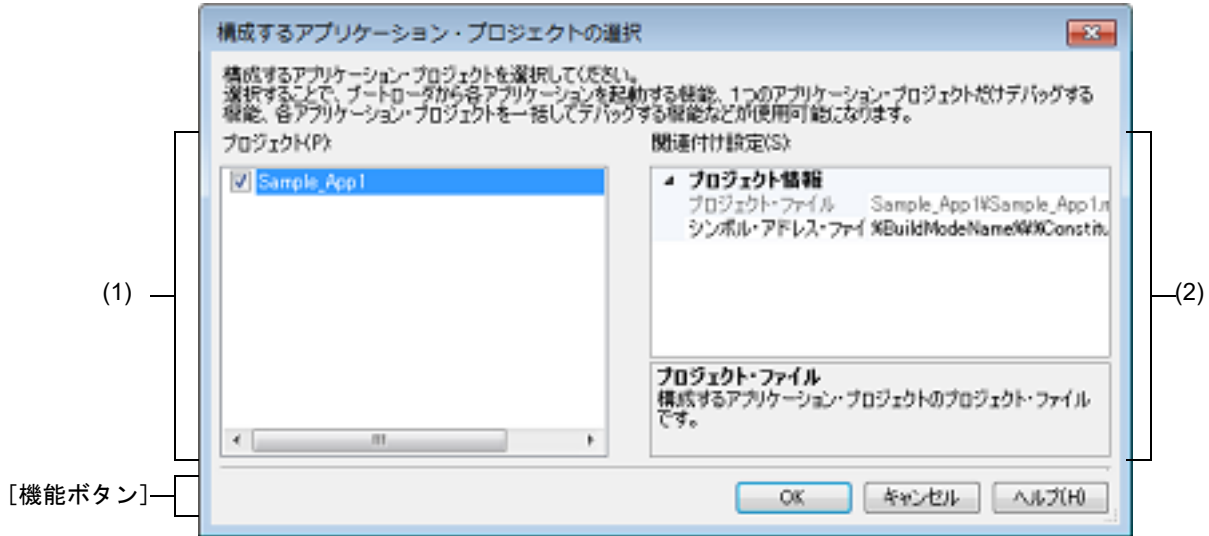 構成するアプリケーション・プロジェクトの選択
構成するアプリケーション・プロジェクトを選択してください。
選択することで、ブートローダから各アプリケーションを起動する機能、1つのアプリケーション・プロジェクトだけデバッグする
機能、各アプリケーション・プロジェクトを一括してデバッグする機能などが使用可能になります。
プロジェクト(P):
Sample_App1
関連付け設定(S):
プロジェクト情報
プロジェクト・ファイル Sample_App1¥Sample_App1.m
シンボル・アドレス・ファイ %BuildModeName%¥%Constitu
プロジェクト・ファイル
構成するアプリケーション・プロジェクトのプロジェクト・ファイル
です。
(1)
(2)
[機能ボタン]
OK キャンセル ヘルプ(H)